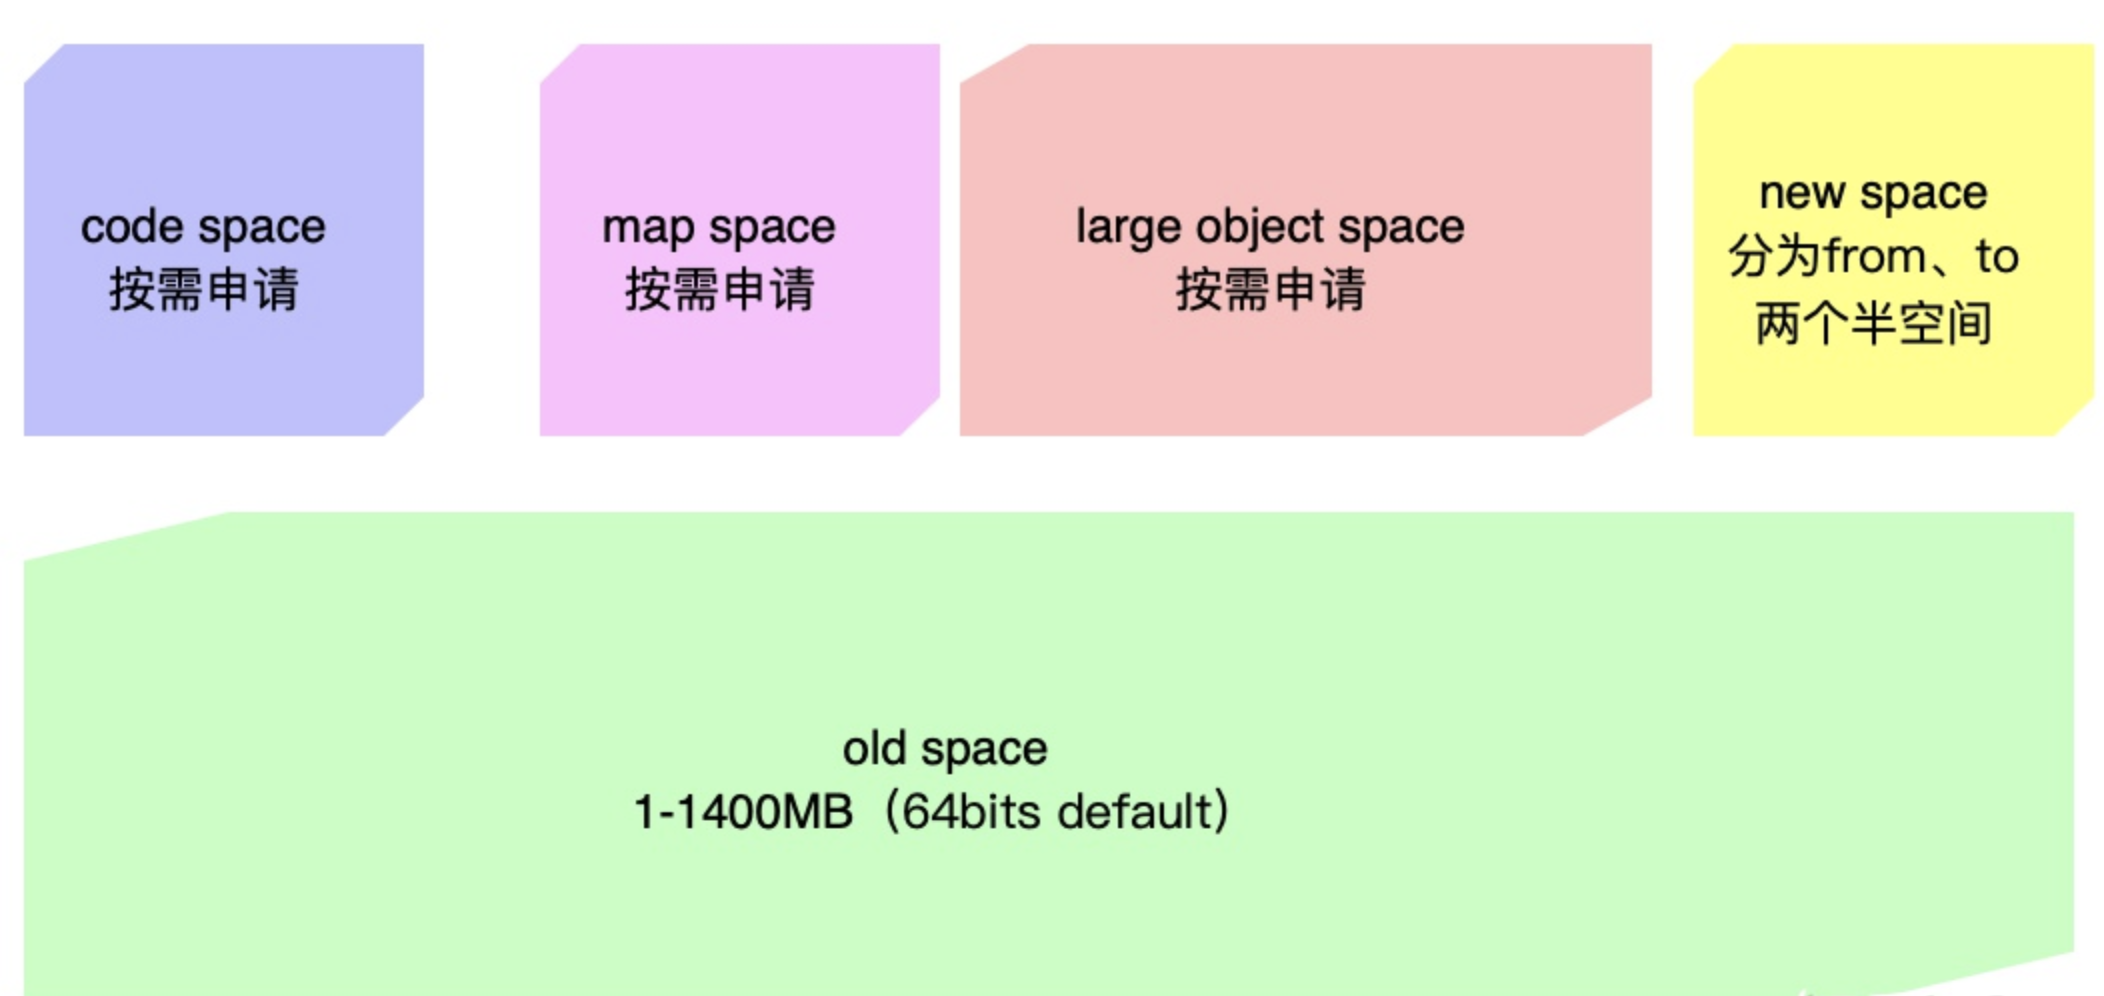 code space
按需申请
map space
按需申请
large object space
按需申请
new space
分为from、to
两个半空间
old space
1-1400MB（64bits default）